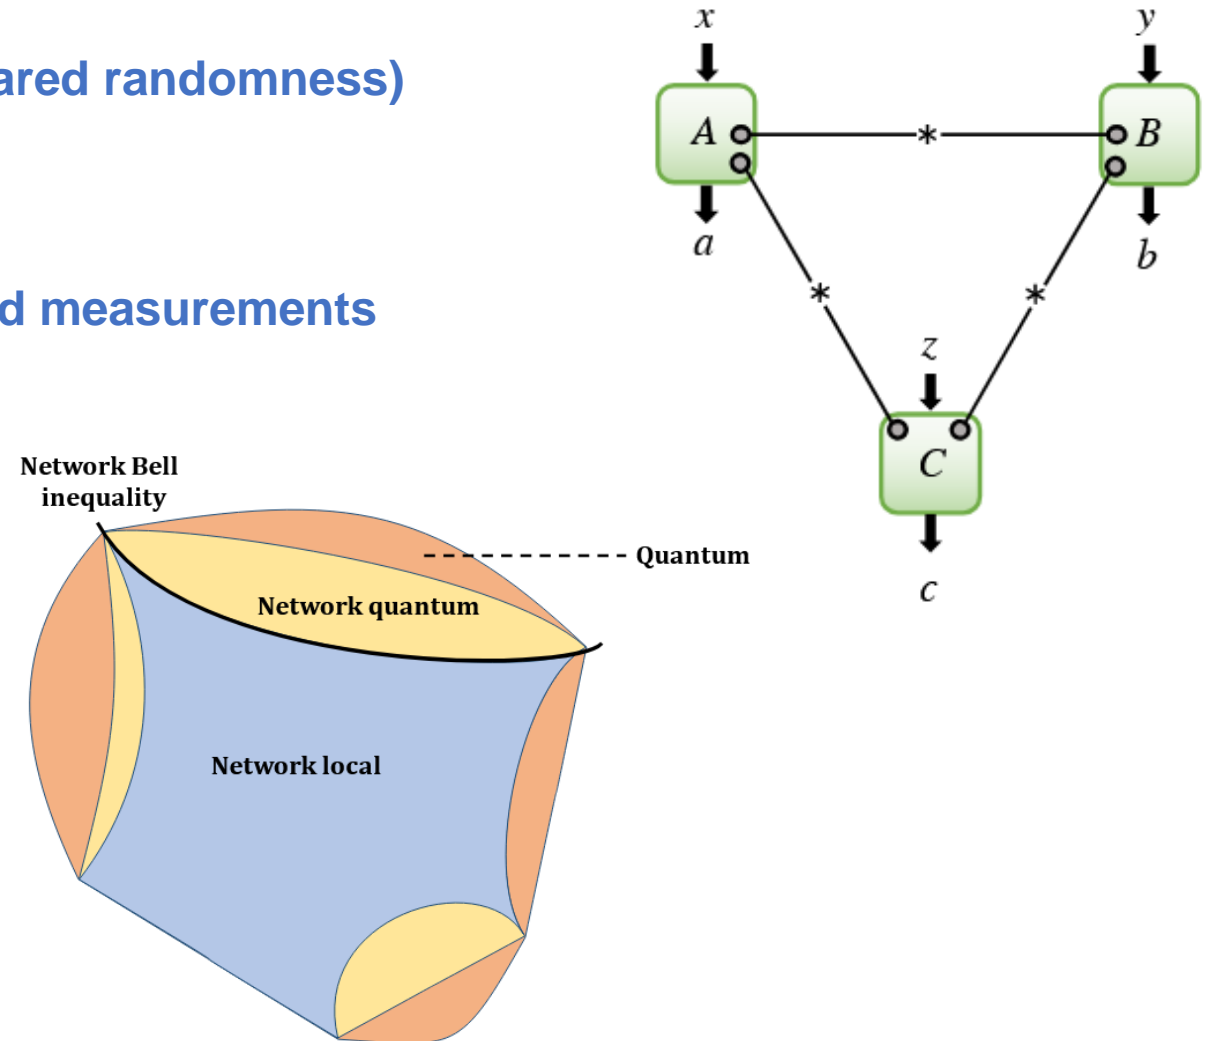 ared randomness)
d measurements
x
y
A
*
B
a
b
*
*
z
C
c
Network Bell
inequality
Quantum
Network quantum
Network local